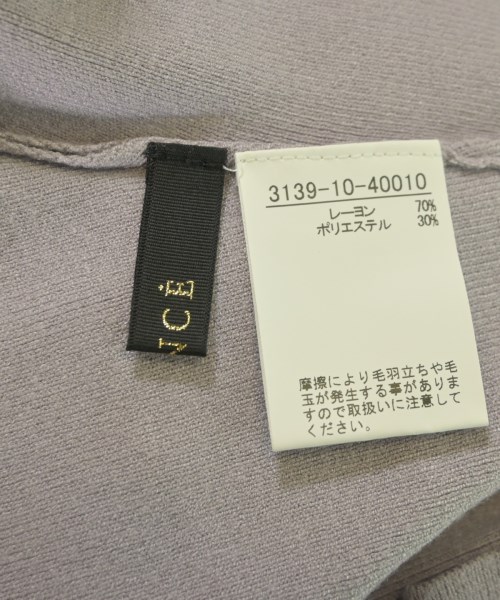 3139-10-40010
レーヨン 70%
ポリエステル 30%
摩擦により毛羽立ちや毛
玉が発生する事がありま
すので取扱いに注意して
ください。
NCE